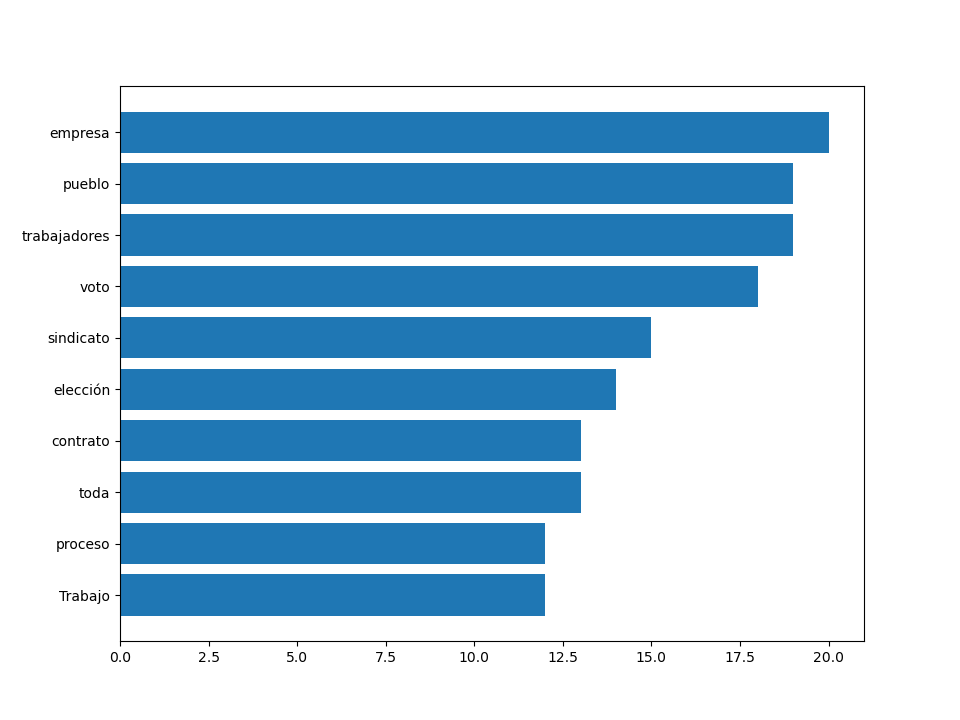 empresa
pueblo
trabajadores
voto
sindicato
elección
contrato
toda
proceso
Trabajo
0.0 2.5 5.0 7.5 10.0 12.5 15.0 17.5 20.0